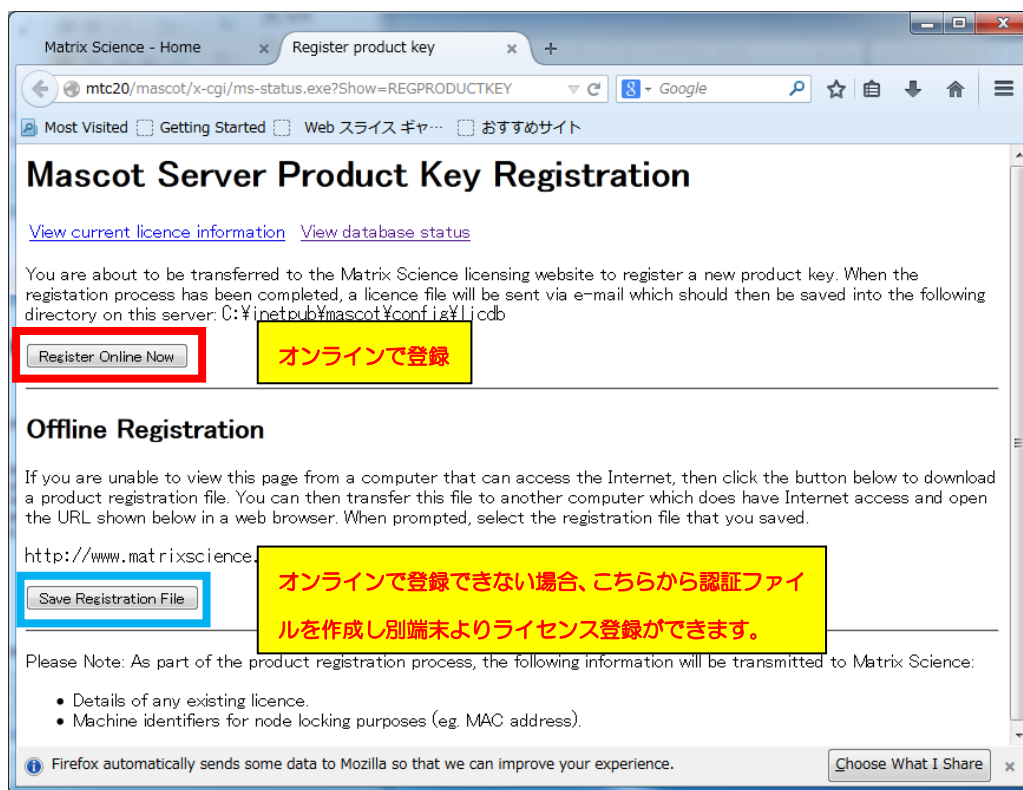 Matrix Science - Home
Register product key
mtc20/mascot/x-cgi/ms-status.exe?Show=REGPRODUCTKEY
Google
Most Visited Getting Started Web スライス ギャ… おすすめサイト
Mascot Server Product Key Registration
View current licence information View database status
You are about to be transferred to the Matrix Science licensing website to register a new product key. When the
registation process has been completed, a licence file will be sent via e-mail which should then be saved into the following
directory on this server: C:¥inetpub¥mascot¥config¥licdb
Register Online Now
オンラインで登録
Offline Registration
If you are unable to view this page from a computer that can access the Internet, then click the button below to download
a product registration file. You can then transfer this file to another computer which does have Internet access and open
the URL shown below in a web browser. When prompted, select the registration file that you saved.
http://www.matrixscience.
オンラインで登録できない場合、こちらから認証ファイ
ルを作成し別端末よりライセンス登録ができます。
Save Registration File
Please Note: As part of the product registration process, the following information will be transmitted to Matrix Science:
• Details of any existing licence.
• Machine identifiers for node locking purposes (eg. MAC address).
Firefox automatically sends some data to Mozilla so that we can improve your experience.
Choose What I Share